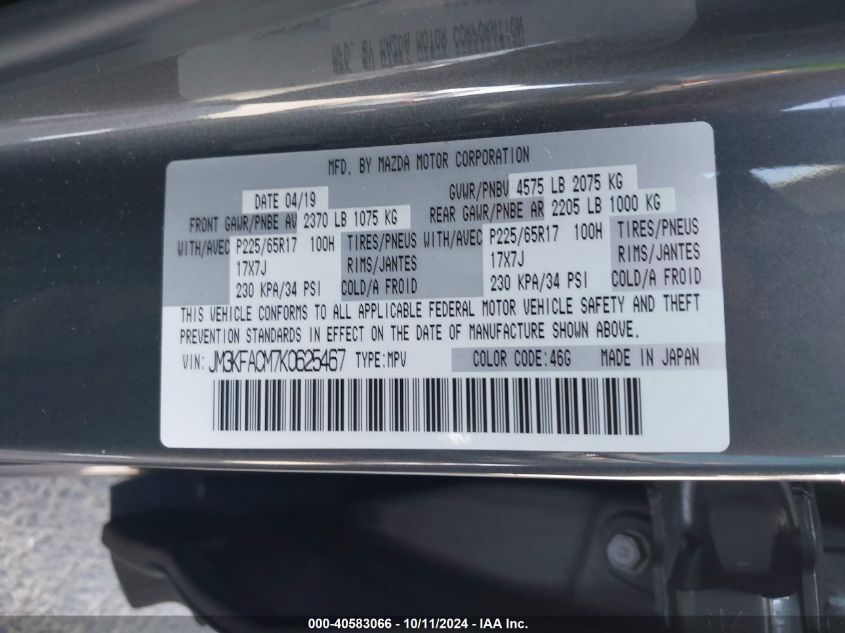 MFG. BY MAZDA MOTOR CORPORATION
MFD. BY MAZDA MOTOR CORPORATION
DATE 04/19 GVWR/PNBV 4575 LB 2075 KG
FRONT GAWR/PNBE AV 2370 LB 1075 KG REAR GAWR/PNBE AR 2205 LB 1000 KG
WITH/AVEC P225/65R17 100H TIRES/PNEUS WITH/AVEC P225/65R17 100H TIRES/PNEUS
17X7J RIMS/JANTES 17X7J RIMS/JANTES
230 KPA/34 PSI COLD/A FROID 230 KPA/34 PSI COLD/A FROID
THIS VEHICLE CONFORMS TO ALL APPLICABLE FEDERAL MOTOR VEHICLE SAFETY AND THEFT
PREVENTION STANDARDS IN EFFECT ON THE DATE OF MANUFACTURE SHOWN ABOVE.
VIN: JM3KFACM7K0625467 TYPE:MPV COLOR CODE:46G MADE IN JAPAN
000-40583066 - 10/11/2024 - IAA Inc.